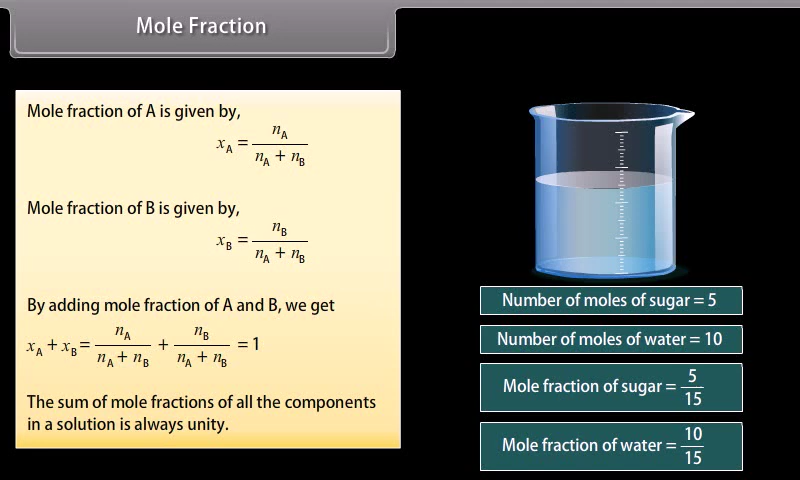 Mole Fraction
Mole fraction of A is given by,
x_A = n_A / (n_A + n_B)
Mole fraction of B is given by,
x_B = n_B / (n_A + n_B)
By adding mole fraction of A and B, we get
x_A + x_B = n_A / (n_A + n_B) + n_B / (n_A + n_B) = 1
The sum of mole fractions of all the components
in a solution is always unity.
Number of moles of sugar = 5
Number of moles of water = 10
Mole fraction of sugar = 5/15
Mole fraction of water = 10/15